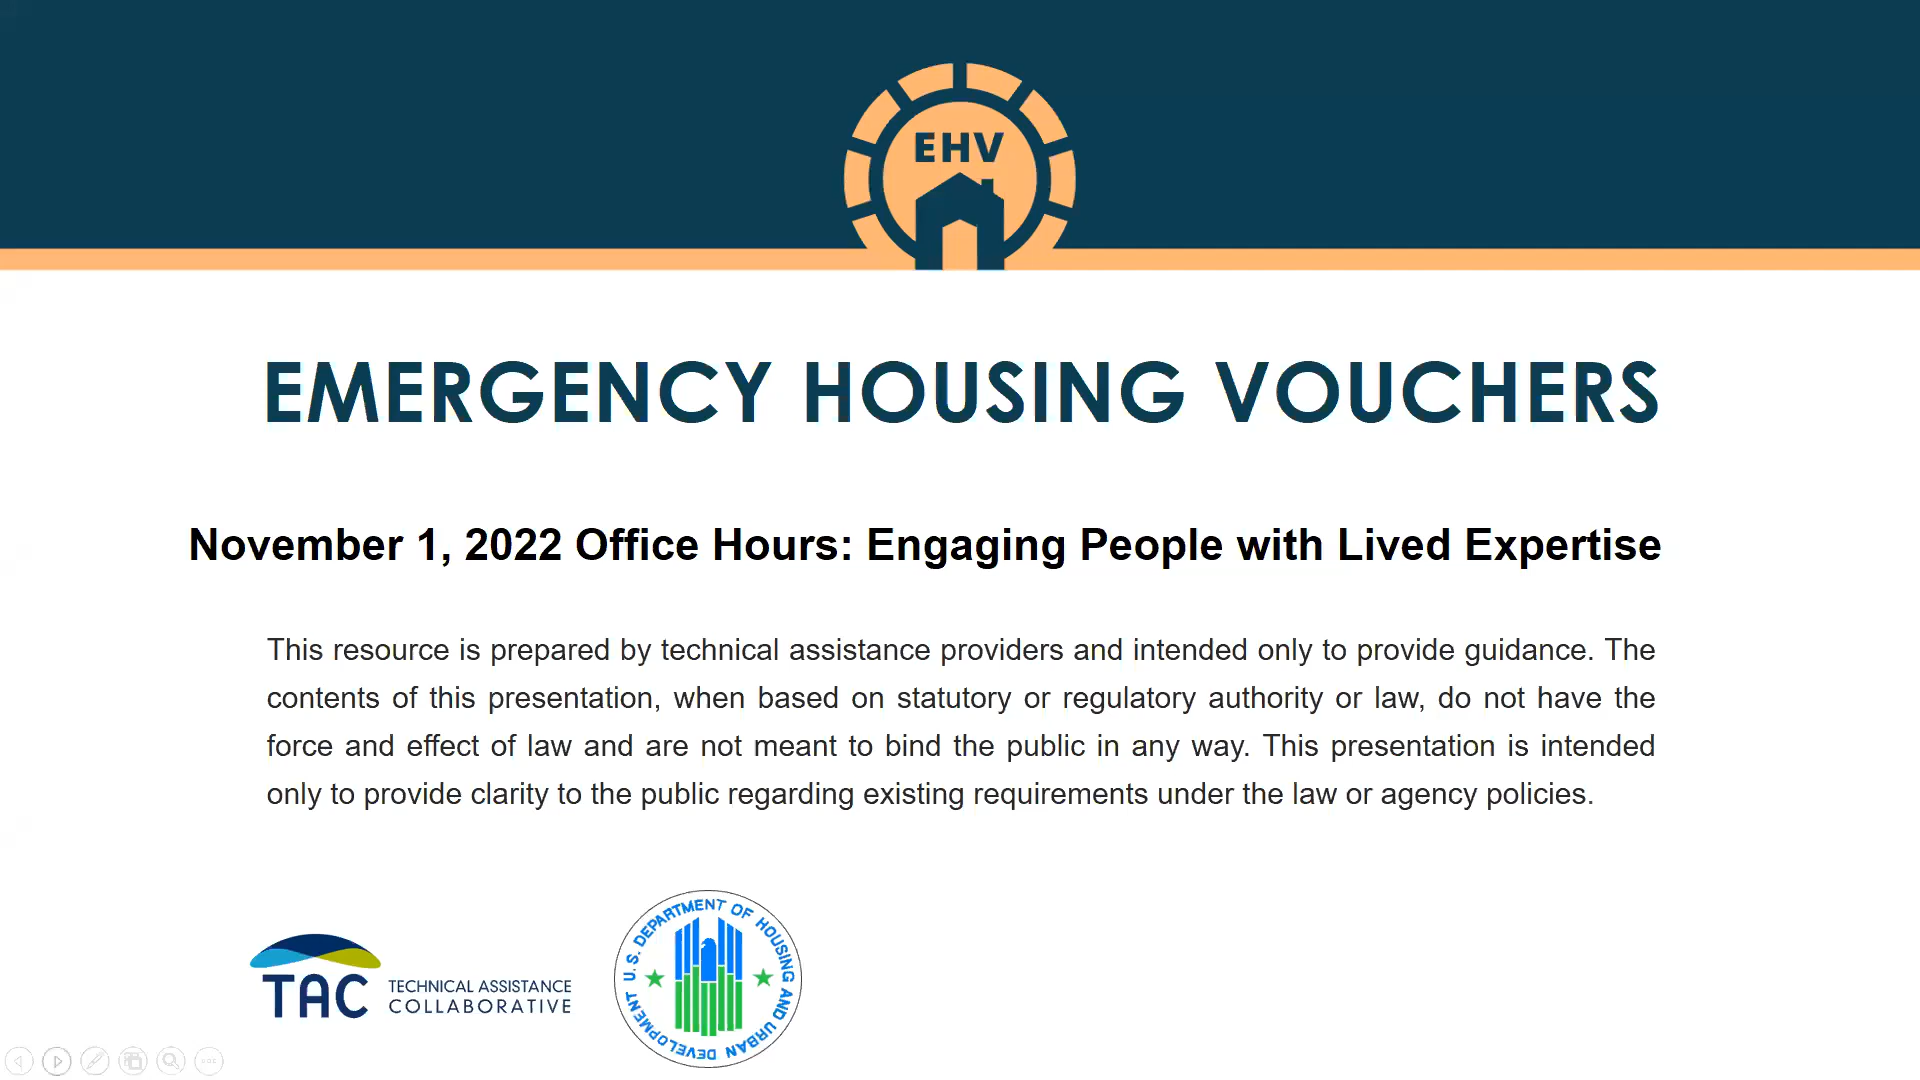 EHV
EMERGENCY HOUSING VOUCHERS
November 1, 2022 Office Hours: Engaging People with Lived Expertise
This resource is prepared by technical assistance providers and intended only to provide guidance. The
contents of this presentation, when based on statutory or regulatory authority or law, do not have the
force and effect of law and are not meant to bind the public in any way. This presentation is intended
only to provide clarity to the public regarding existing requirements under the law or agency policies.
TAC TECHNICAL ASSISTANCE
COLLABORATIVE
U.S. DEPARTMENT OF HOUSING AND URBAN DEVELOPMENT